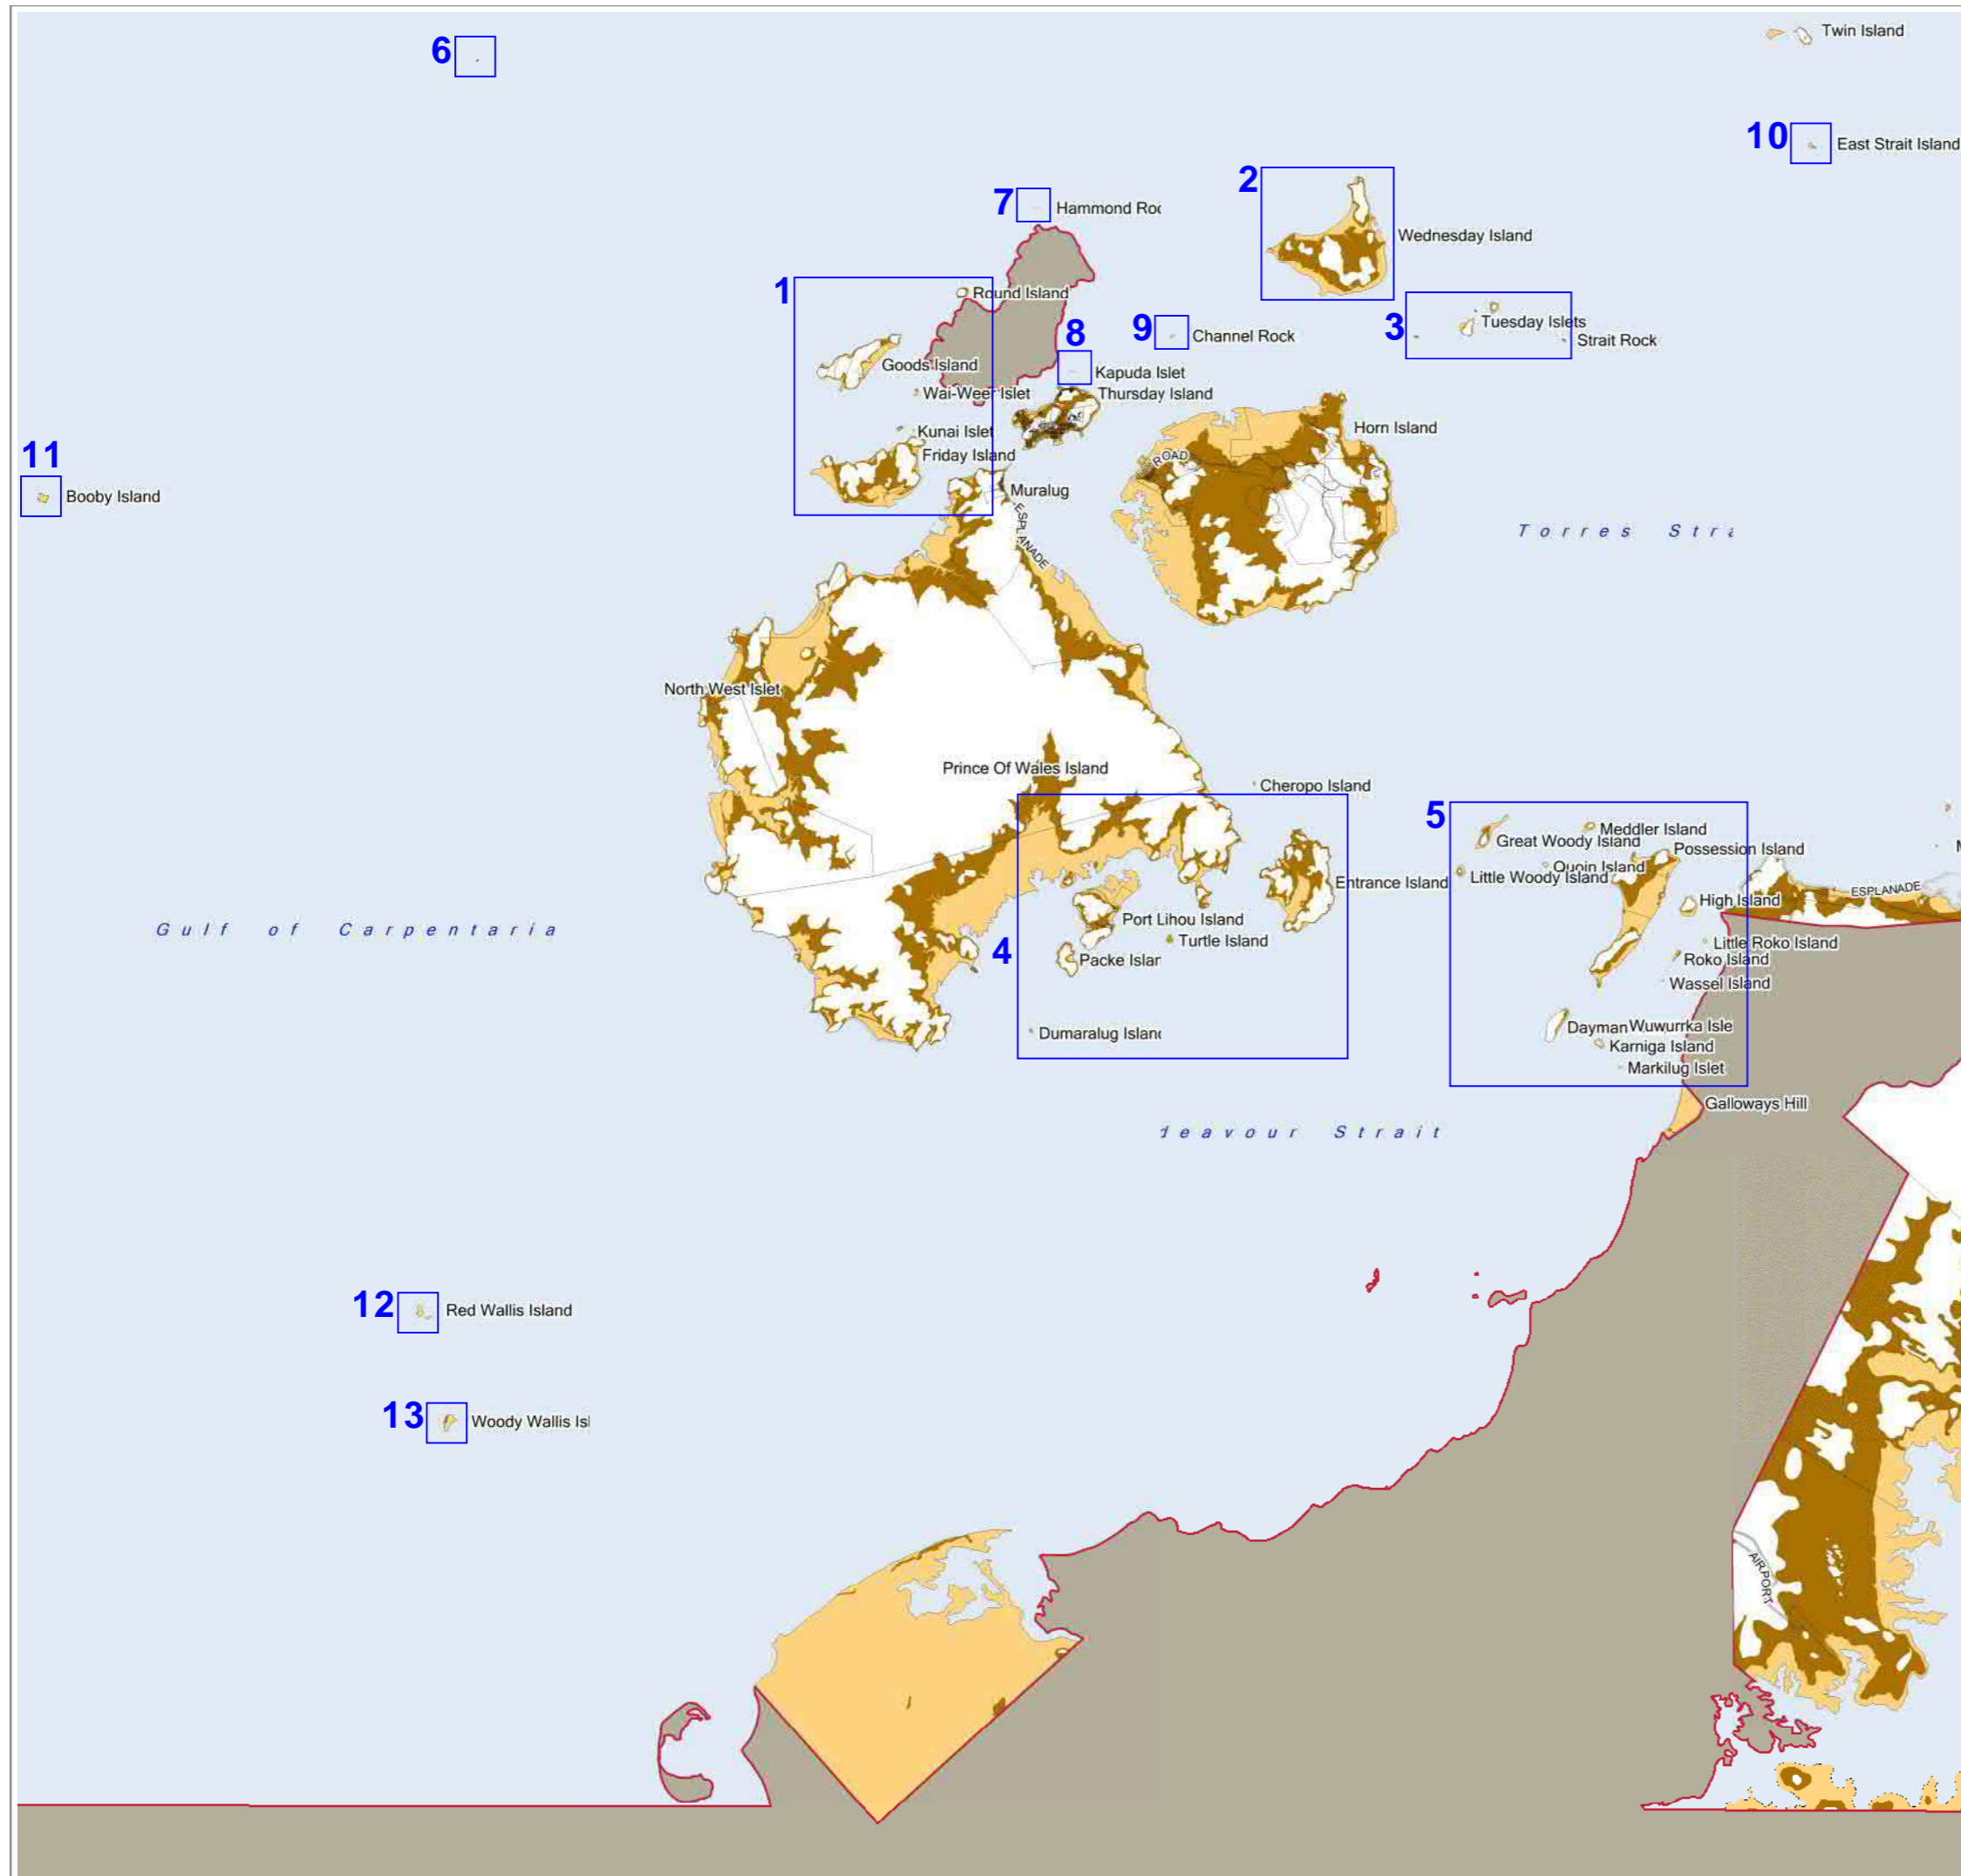 Twin Island
6
10
East Strait Island
2
7
Hammond Roc
Wednesday Island
1
Round Island
3
Tuesday Islets
8
9
Channel Rock
Strait Rock
Goods Island
Kapuda Islet
Wai-Weer Islet
Thursday Island
Kunai Islet
Horn Island
11
Friday Island
ROAD
Booby Island
Muralug
ESPLANADE
Torres Stra
North West Islet
Prince Of Wales Island
Cheropo Island
5
Meddler Island
Great Woody Island
Possession Island
Quoin Island
Little Woody Island
Entrance Island
ESPLANADE
High Island
Port Lihou Island
Gulf of Carpentaria
Turtle Island
Little Roko Island
4
Packe Islan
Roko Island
Wassel Island
Dumaralug Island
Dayman
Wuwurrka Isle
Karniga Island
Markilug Islet
Galloways Hill
deavour Strait
12
Red Wallis Island
13
Woody Wallis Isl
AIRPORT